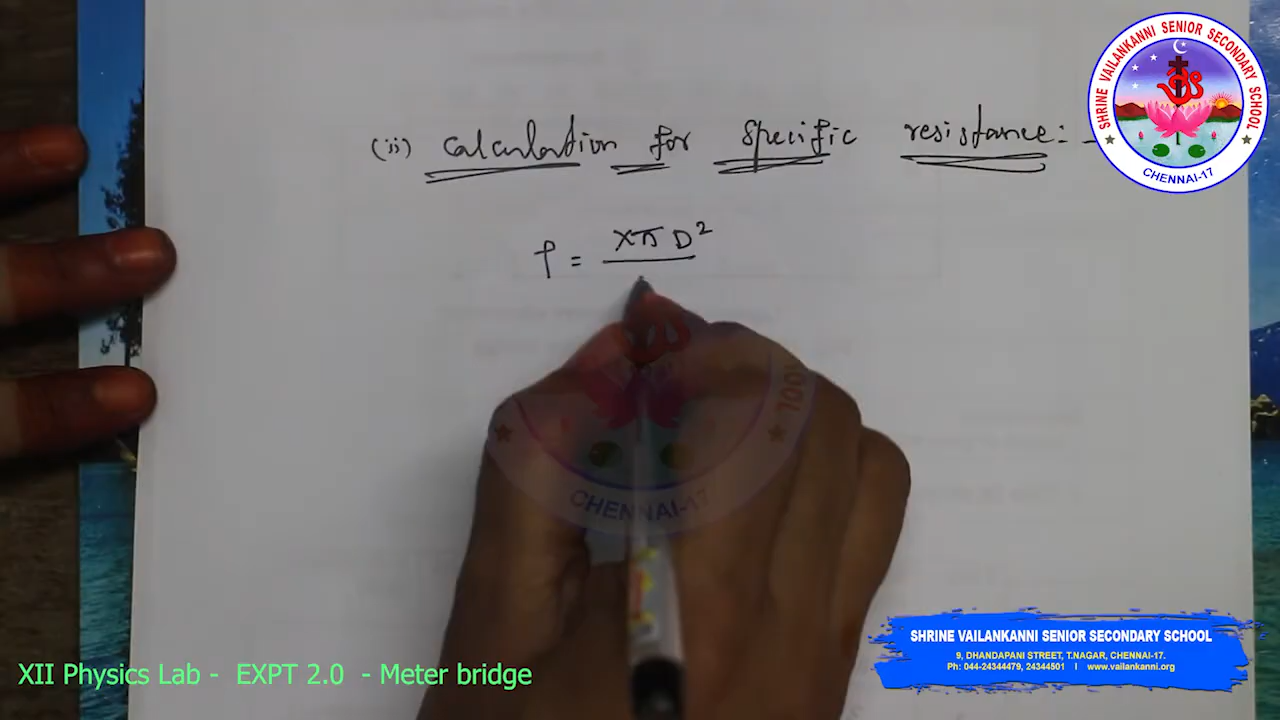 (ii) Calculation for Specific resistance: -
ρ = XπD²
SHRINE VAILANKANNI SENIOR SECONDARY SCHOOL
CHENNAI-17
CHENNAI-17
SHRINE VAILANKANNI SENIOR SECONDARY SCHOOL
9, DHANDAPANI STREET, T.NAGAR, CHENNAI-17.
Ph: 044-24344479, 24344501 I www.vailankanni.org
XII Physics Lab - EXPT 2.0 - Meter bridge